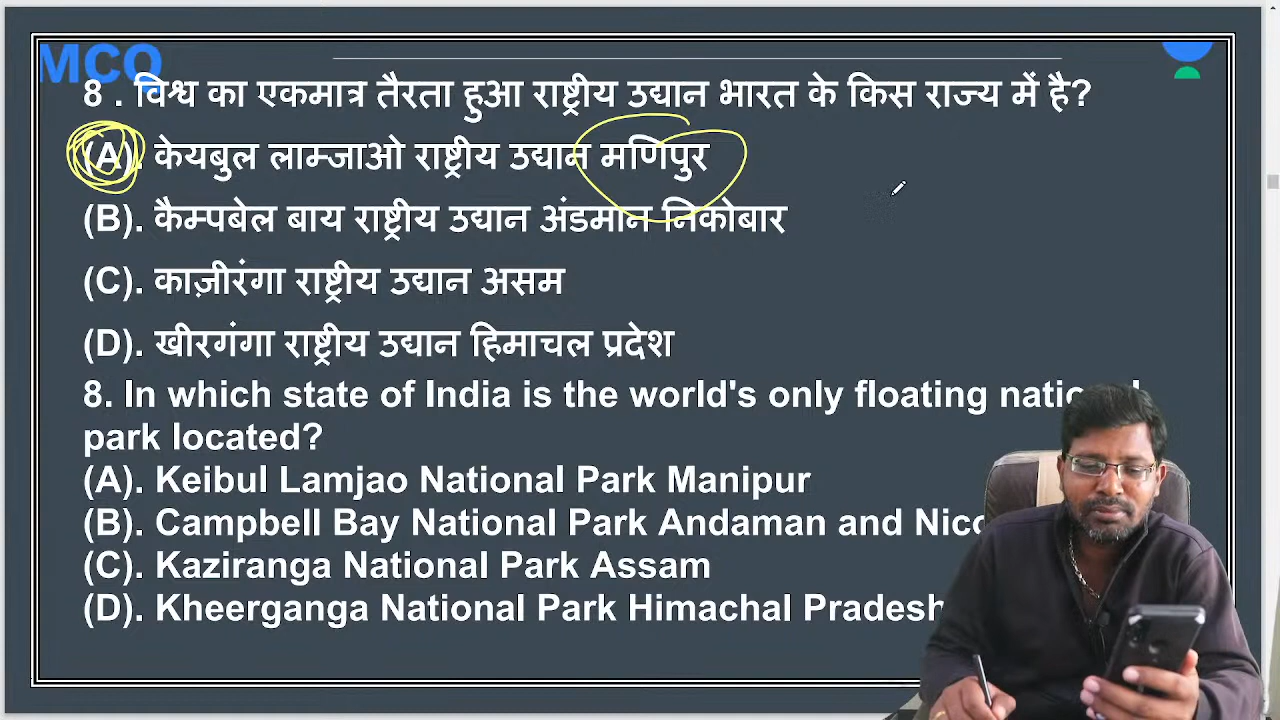 MCQ
8 . विश्व का एकमात्र तैरता हुआ राष्ट्रीय उद्यान भारत के किस राज्य में है?
(A). केयबुल लाम्जाओ राष्ट्रीय उद्यान मणिपुर
(B). कैम्पबेल बाय राष्ट्रीय उद्यान अंडमान निकोबार
(C). काज़ीरंगा राष्ट्रीय उद्यान असम
(D). खीरगंगा राष्ट्रीय उद्यान हिमाचल प्रदेश
8. In which state of India is the world's only floating
park located?
(A). Keibul Lamjao National Park Manipur
(B). Campbell Bay National Park Andaman and
(C). Kaziranga National Park Assam
(D). Kheerganga National Park Himachal Pradesh